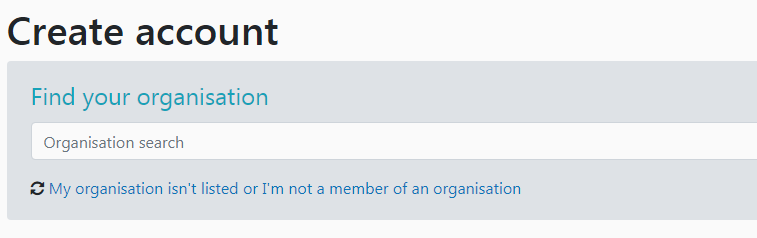 Create account
Find your organisation
Organisation search
My organisation isn't listed or I'm not a member of an organisation